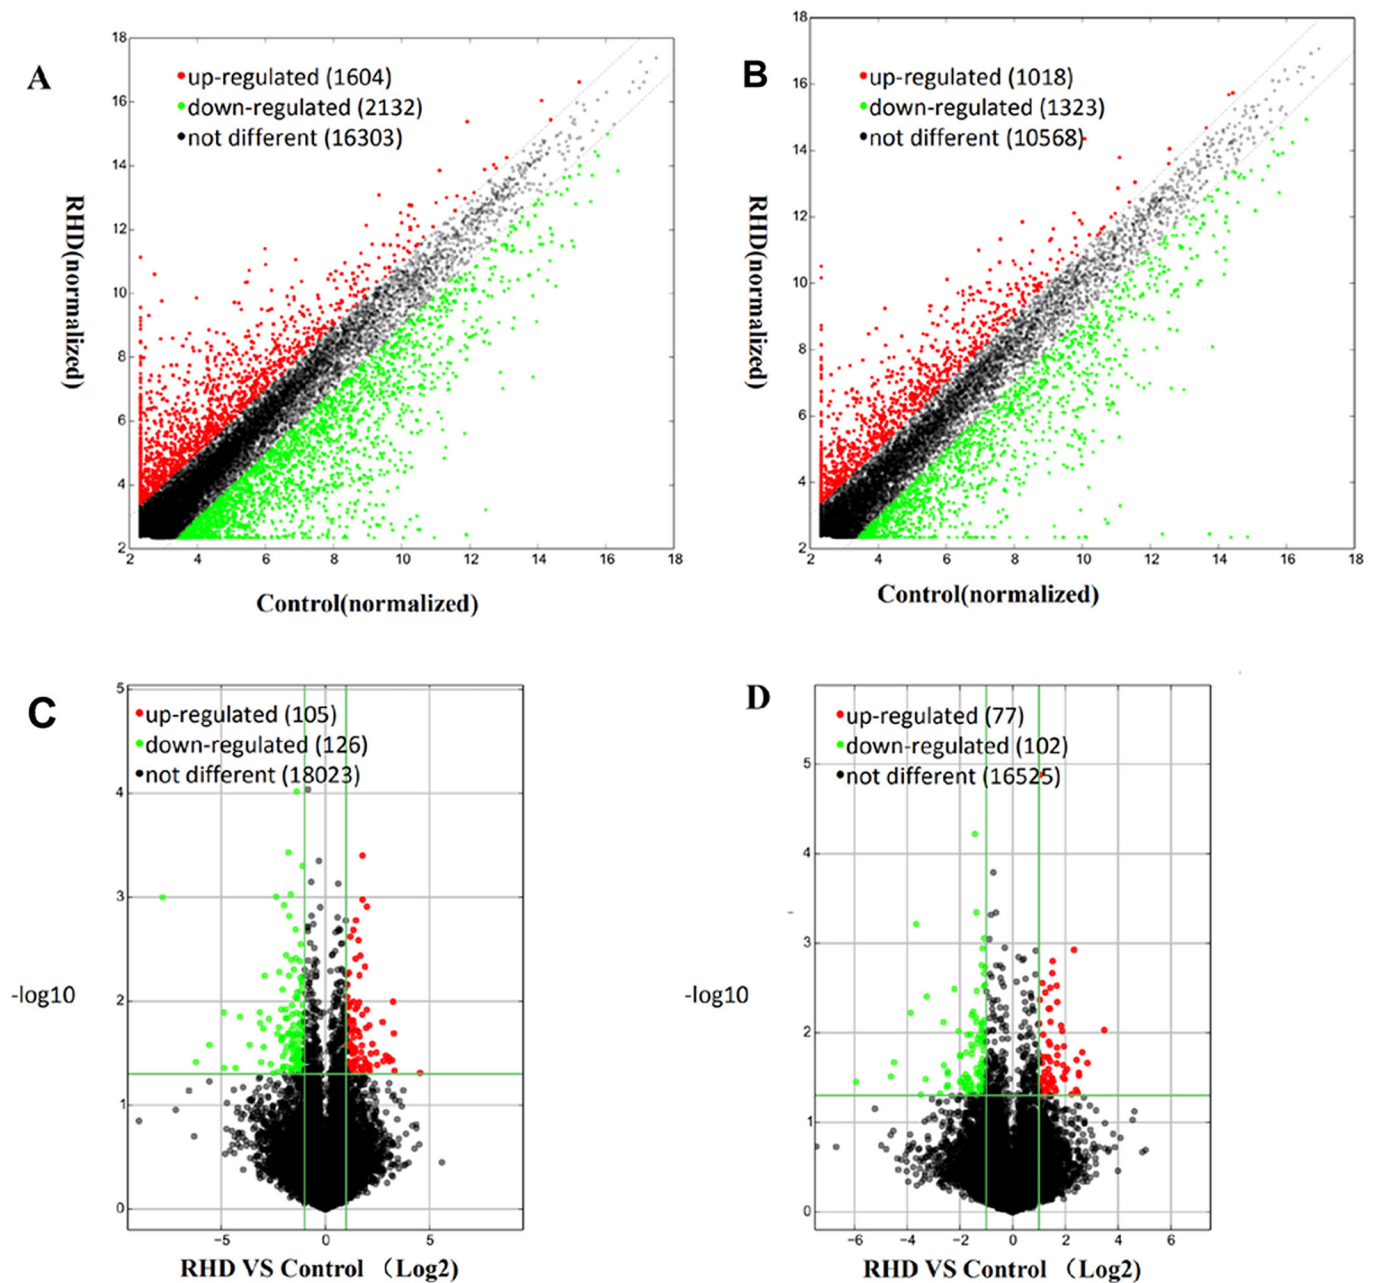 A
up-regulated (1604)
down-regulated (2132)
not different (16303)
18
16
14
12
10
8
6
4
2
2 4 6 8 10 12 14 16 18
RHD(normalized)
Control(normalized)
B
up-regulated (1018)
down-regulated (1323)
not different (10568)
18
16
14
12
10
8
6
4
2
2 4 6 8 10 12 14 16 18
RHD(normalized)
Control(normalized)
C
up-regulated (105)
down-regulated (126)
not different (18023)
5
4
3
2
1
0
-5 0 5
-log10
RHD VS Control （Log2)
D
up-regulated (77)
down-regulated (102)
not different (16525)
5
4
3
2
1
0
-6 -4 -2 0 2 4 6
-log10
RHD VS Control （Log2)